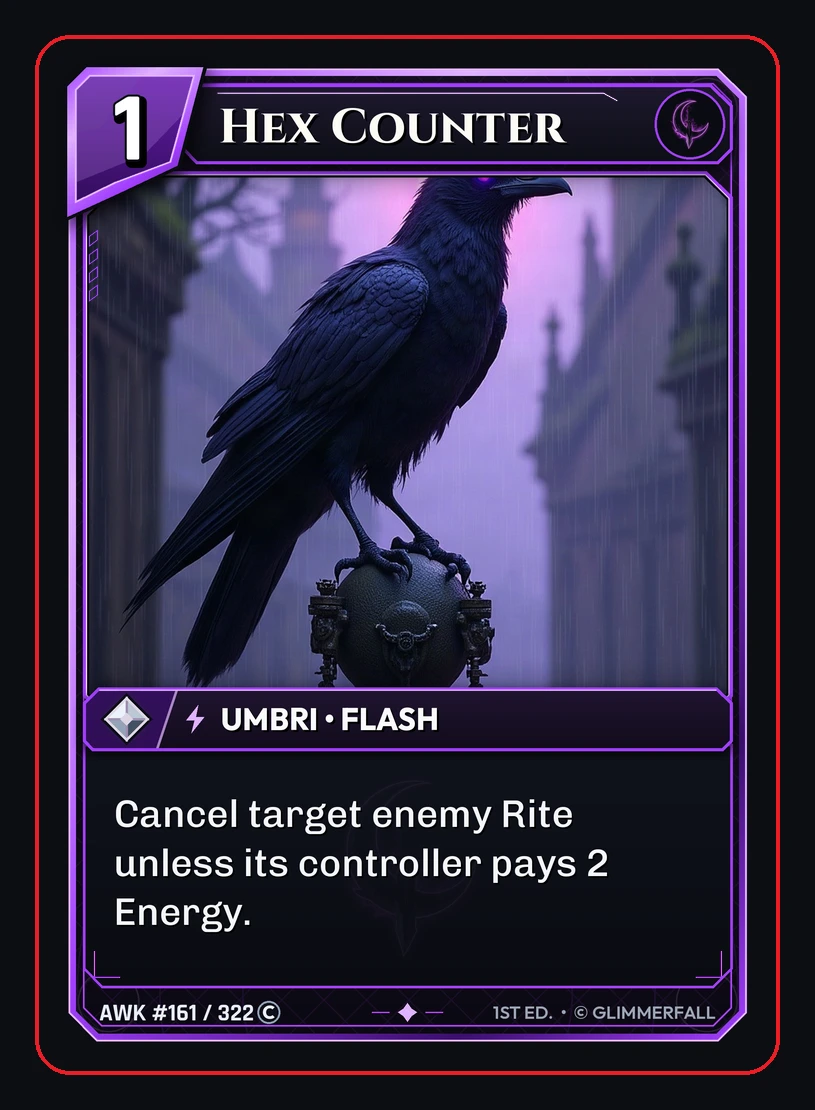 1
HEX COUNTER
UMBRI • FLASH
Cancel target enemy Rite
unless its controller pays 2
Energy.
AWK #161 / 322 Ⓒ
1ST ED. • © GLIMMERFALL